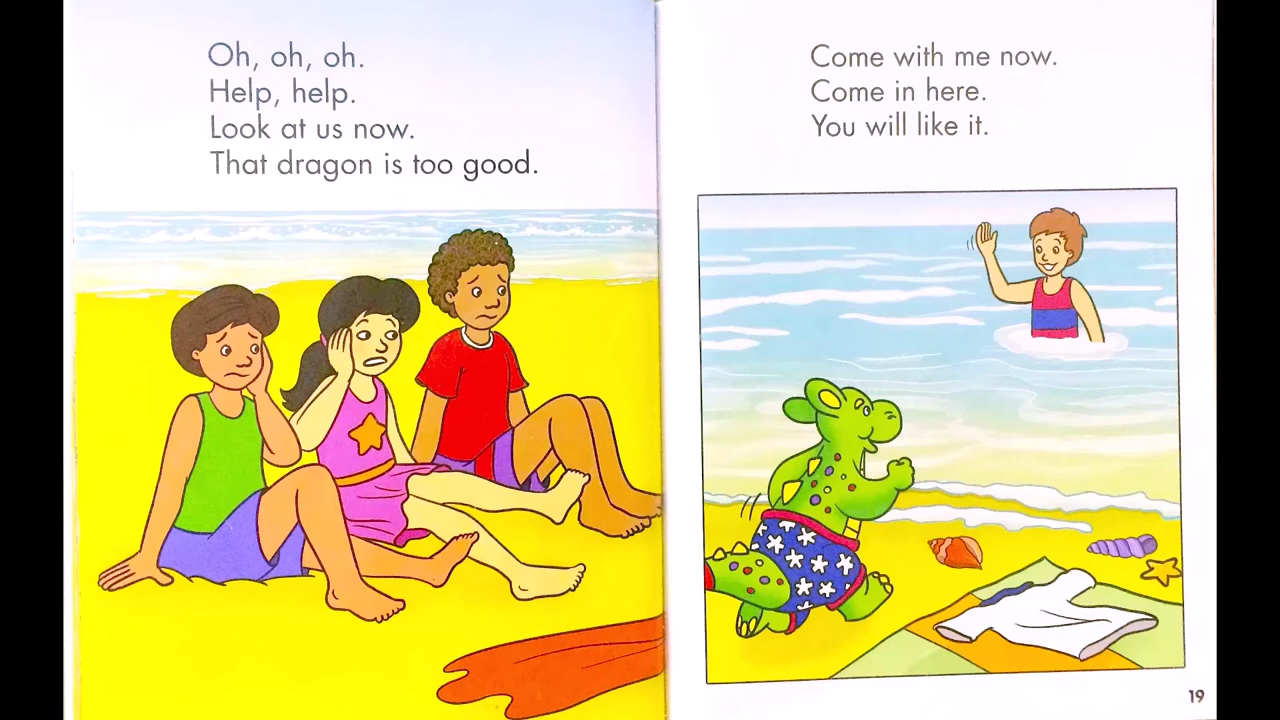 Oh, oh, oh.
Help, help.
Look at us now.
That dragon is too good.
Come with me now.
Come in here.
You will like it.
19